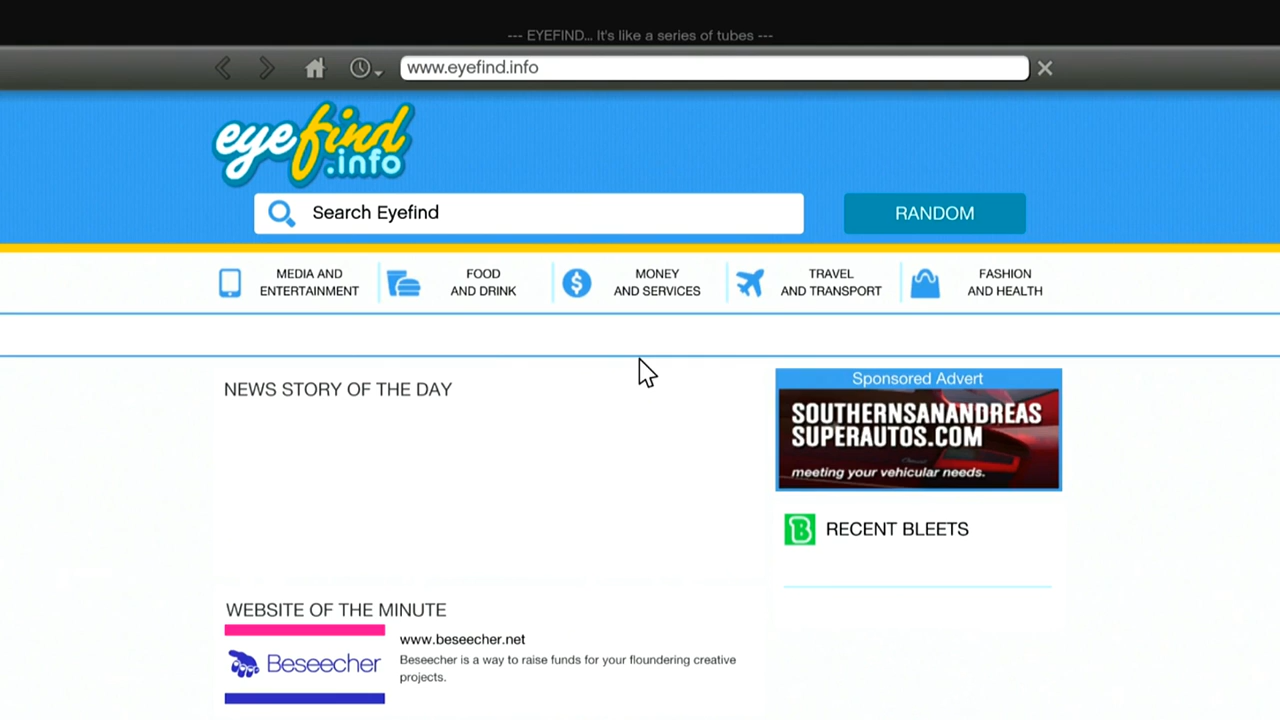 --- EYEFIND... It's like a series of tubes ---
www.eyefind.info
eyefind
.info
Search Eyefind
RANDOM
MEDIA AND
ENTERTAINMENT
FOOD
AND DRINK
MONEY
AND SERVICES
TRAVEL
AND TRANSPORT
FASHION
AND HEALTH
NEWS STORY OF THE DAY
Sponsored Advert
SOUTHERNSANANDREAS
SUPERAUTOS.COM
meeting your vehicular needs.
B RECENT BLEETS
WEBSITE OF THE MINUTE
Beseecher
www.beseecher.net
Beseecher is a way to raise funds for your floundering creative
projects.